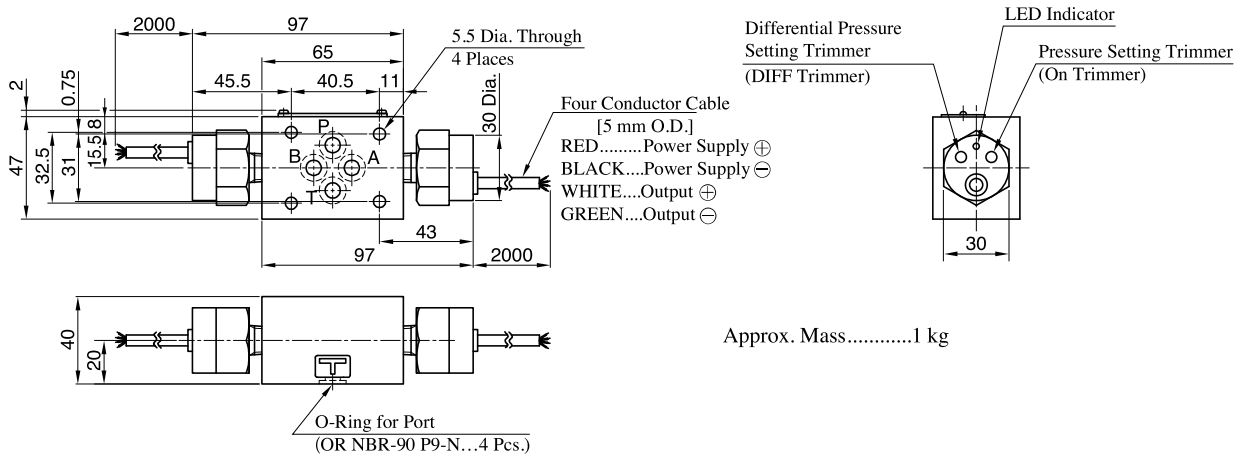 2000
97
65
45.5
40.5
11
5.5 Dia. Through
4 Places
2
0.75
8
47
32.5
31
15.5
P
B
A
T
30 Dia.
Four Conductor Cable
[5 mm O.D.]
RED.........Power Supply ⊕
BLACK....Power Supply ⊖
WHITE....Output ⊕
GREEN....Output ⊖
43
97
2000
Differential Pressure
Setting Trimmer
(DIFF Trimmer)
LED Indicator
Pressure Setting Trimmer
(On Trimmer)
30
40
20
T
O-Ring for Port
(OR NBR-90 P9-N...4 Pcs.)
Approx. Mass............1 kg